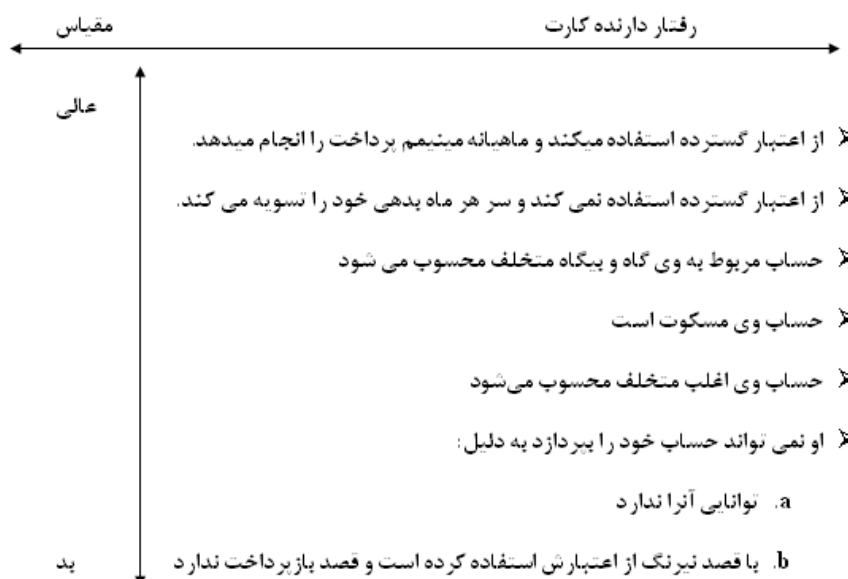 رفتار دارنده کارت مقیاس
عالی
از اعتبار گسترده استفاده میکند و ماهیانه مینیمم پرداخت را انجام میدهد.
از اعتبار گسترده استفاده نمی کند و سر هر ماه بدهی خود را تسویه می کند.
حساب مربوط به وی گاه و بیگاه متخلف محسوب می شود
حساب وی مسکوت است
حساب وی اغلب متخلف محسوب می‌شود
او نمی تواند حساب خود را بپردازد به دلیل:
a. توانایی آنرا ندارد
b. با قصد نیرنگ از اعتبارش استفاده کرده است و قصد بازپرداخت ندارد بد